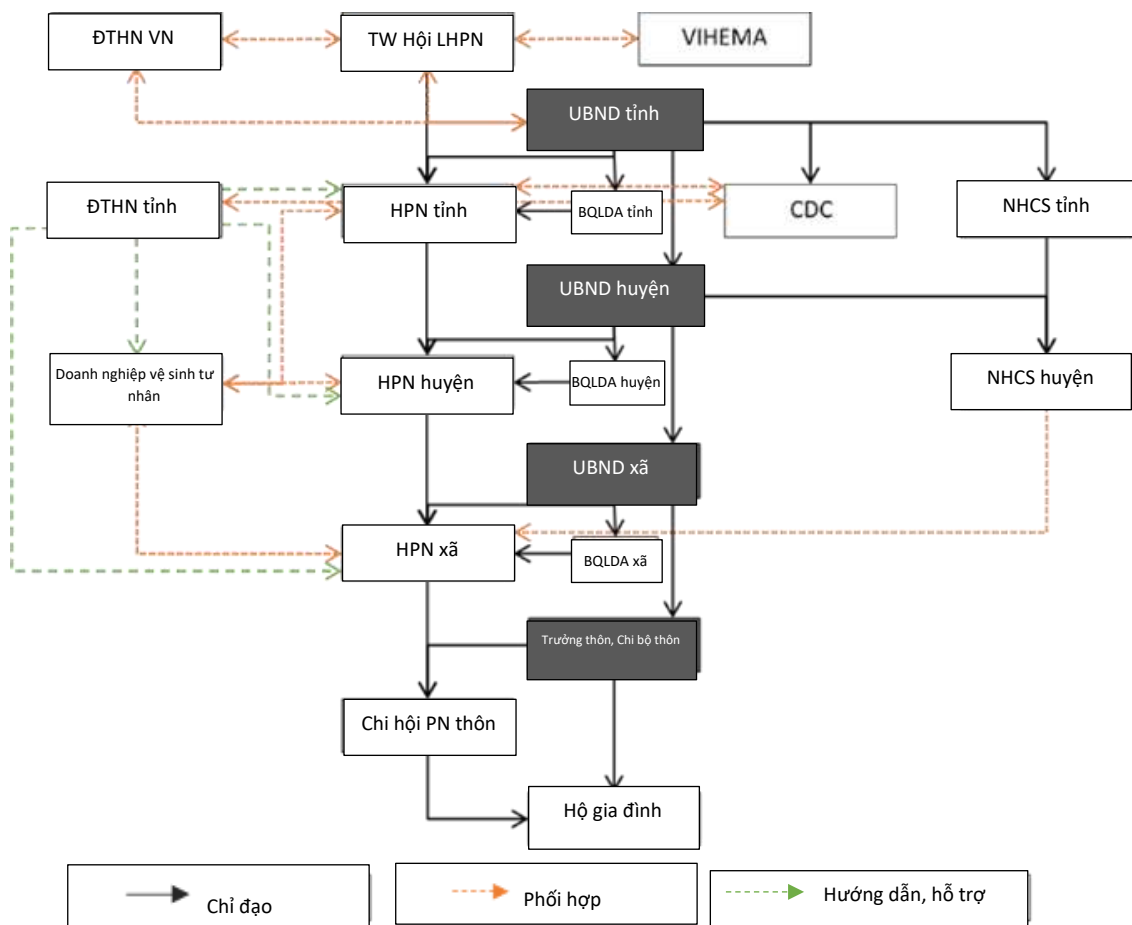 ĐTHN VN
TW Hội LHPN
VIHEMA
UBND tỉnh
ĐTHN tỉnh
HPN tỉnh
BQLDA tỉnh
CDC
NHCS tỉnh
UBND huyện
Doanh nghiệp vệ sinh tư
nhân
HPN huyện
BQLDA huyện
NHCS huyện
UBND xã
HPN xã
BQLDA xã
Trưởng thôn, Chi bộ thôn
Chi hội PN thôn
Hộ gia đình
Chỉ đạo
Phối hợp
Hướng dẫn, hỗ trợ